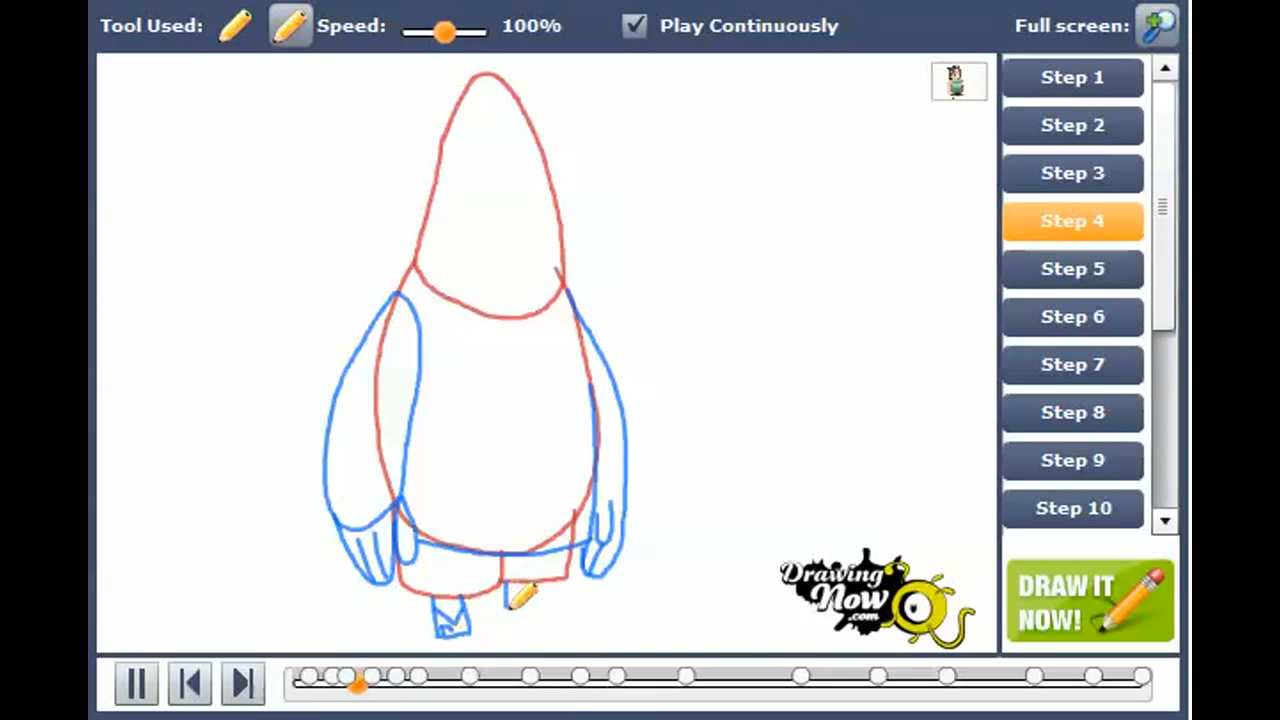 Tool Used: Speed: 100% Play Continuously Full screen:
Step 1
Step 2
Step 3
Step 4
Step 5
Step 6
Step 7
Step 8
Step 9
Step 10
Drawing
Now
.com
DRAW IT
NOW!